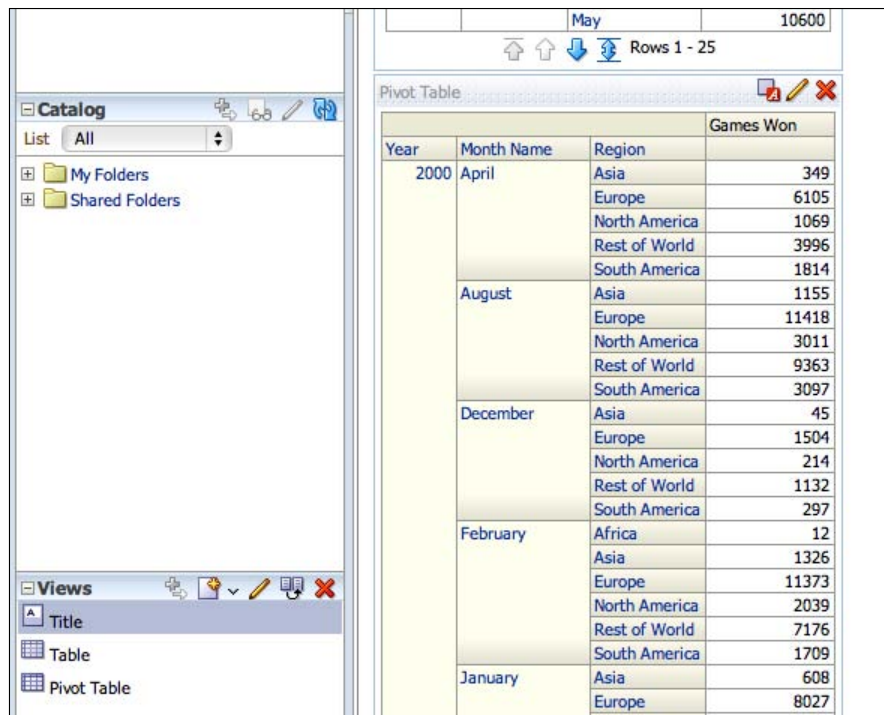 May 10600
Rows 1 - 25
Catalog
List All
My Folders
Shared Folders
Views
Title
Table
Pivot Table
Pivot Table
Games Won
Year Month Name Region
2000 April Asia 349
Europe 6105
North America 1069
Rest of World 3996
South America 1814
August Asia 1155
Europe 11418
North America 3011
Rest of World 9363
South America 3097
December Asia 45
Europe 1504
North America 214
Rest of World 1132
South America 297
February Africa 12
Asia 1326
Europe 11373
North America 2039
Rest of World 7176
South America 1709
January Asia 608
Europe 8027